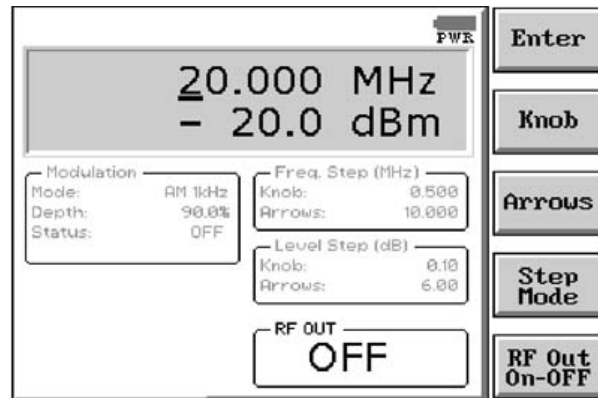 PWR
20.000 MHz
- 20.0 dBm
Modulation
Mode: AM 1kHz
Depth: 90.0%
Status: OFF
Freq. Step (MHz)
Knob: 0.500
Arrows: 10.000
Level Step (dB)
Knob: 0.10
Arrows: 6.00
RF OUT
OFF
Enter
Knob
Arrows
Step
Mode
RF Out
On-OFF